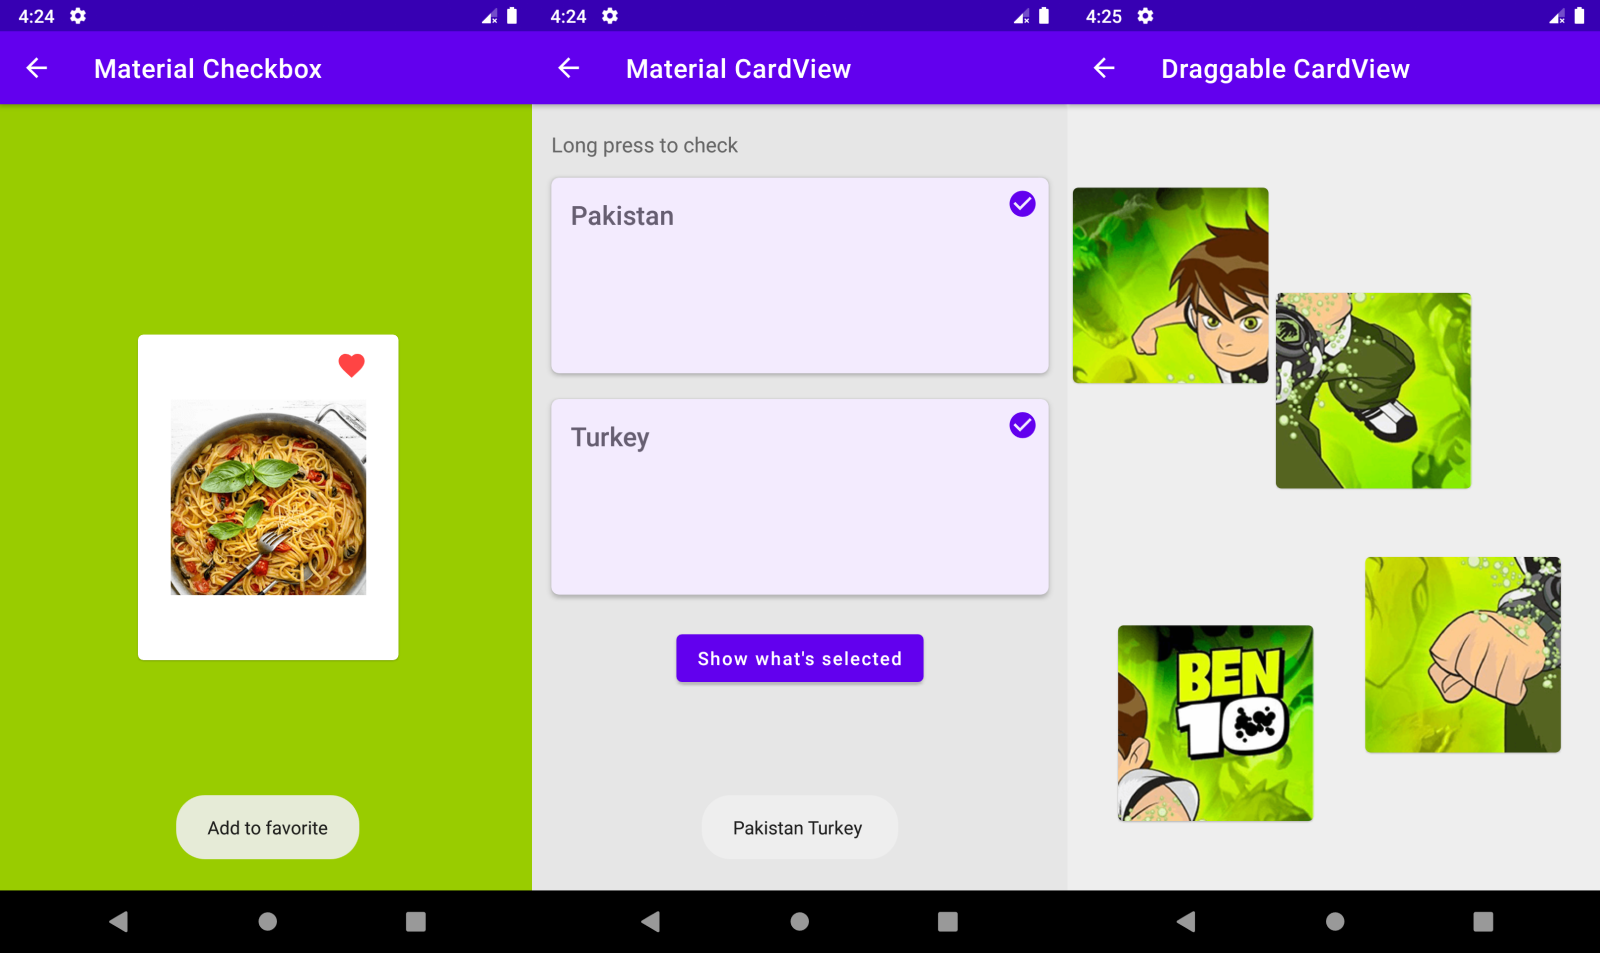 4:24
Material Checkbox
Add to favorite
4:24
Material CardView
Long press to check
Pakistan
Turkey
Show what's selected
Pakistan Turkey
4:25
Draggable CardView
BEN
10